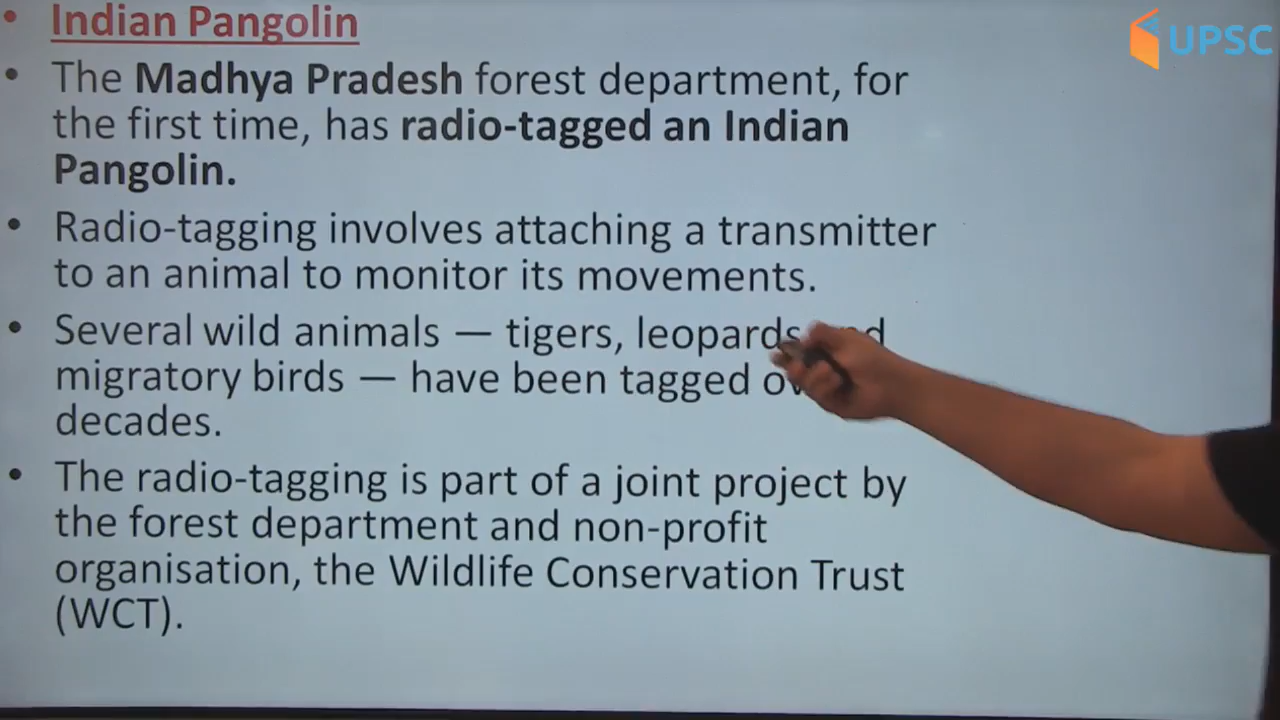 • Indian Pangolin
• The Madhya Pradesh forest department, for
the first time, has radio-tagged an Indian
Pangolin.
• Radio-tagging involves attaching a transmitter
to an animal to monitor its movements.
• Several wild animals — tigers, leopards
migratory birds — have been tagged
decades.
• The radio-tagging is part of a joint project by
the forest department and non-profit
organisation, the Wildlife Conservation Trust
(WCT).
UPSC